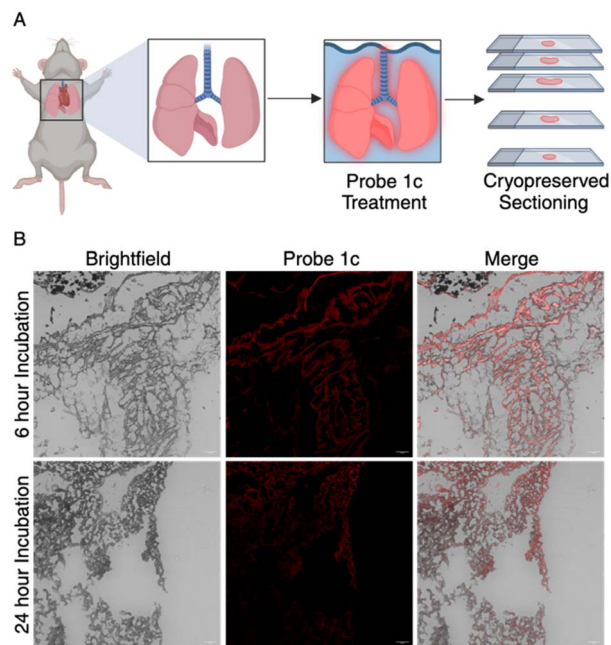 A
Probe 1c
Treatment
Cryopreserved
Sectioning
B
Brightfield
Probe 1c
Merge
6 hour Incubation
24 hour Incubation